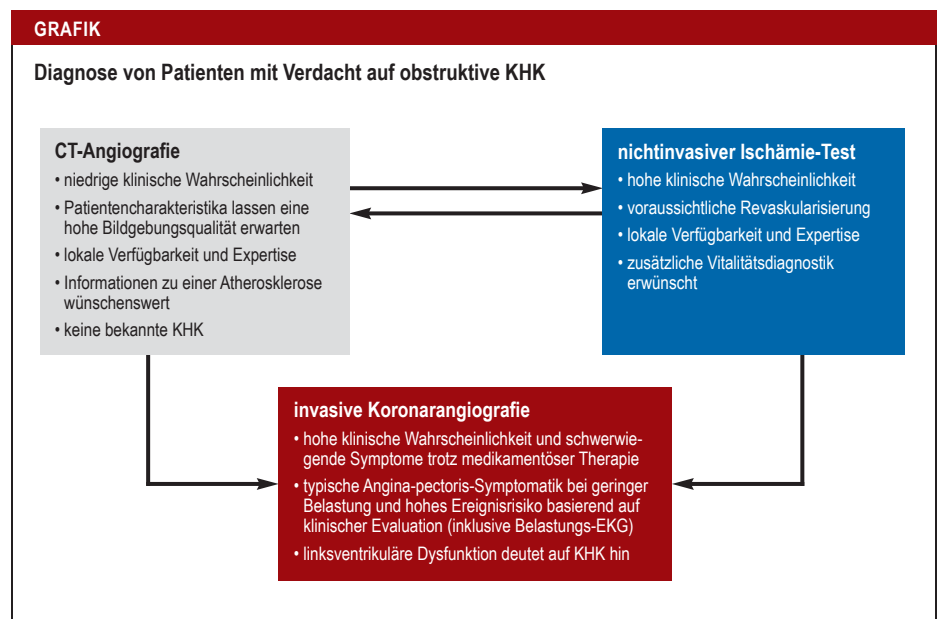 GRAFIK
Diagnose von Patienten mit Verdacht auf obstruktive KHK
CT-Angiografie
• niedrige klinische Wahrscheinlichkeit
• Patientencharakteristika lassen eine
hohe Bildgebungsqualität erwarten
• lokale Verfügbarkeit und Expertise
• Informationen zu einer Atherosklerose
wünschenswert
• keine bekannte KHK
nichtinvasiver Ischämie-Test
• hohe klinische Wahrscheinlichkeit
• voraussichtliche Revaskularisierung
• lokale Verfügbarkeit und Expertise
• zusätzliche Vitalitätsdiagnostik
erwünscht
invasive Koronarangiografie
• hohe klinische Wahrscheinlichkeit und schwerwie-
gende Symptome trotz medikamentöser Therapie
• typische Angina-pectoris-Symptomatik bei geringer
Belastung und hohes Ereignisrisiko basierend auf
klinischer Evaluation (inklusive Belastungs-EKG)
• linksventrikuläre Dysfunktion deutet auf KHK hin